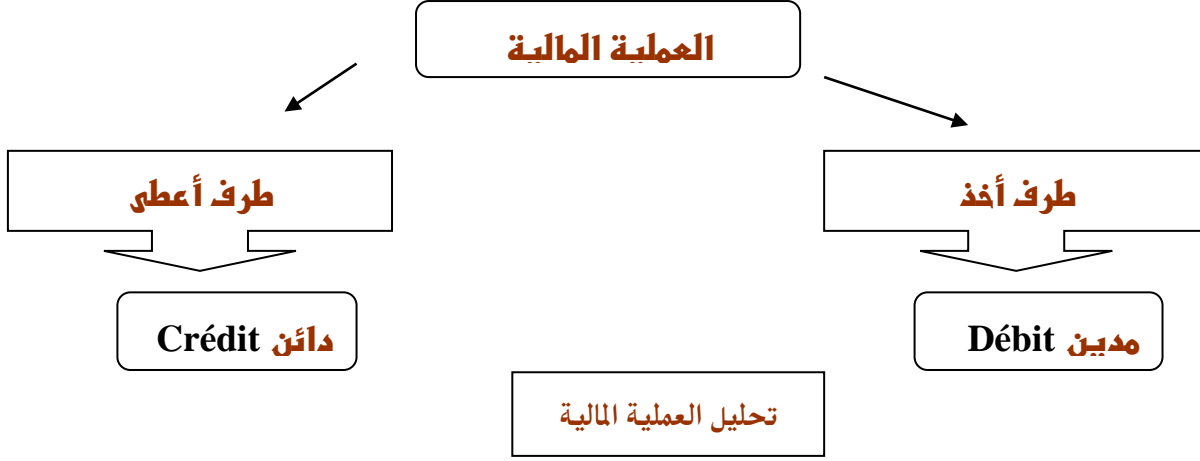 العملية المالية
طرف أخذ
طرف أعطى
مدين Débit
دائن Crédit
تحليل العملية المالية